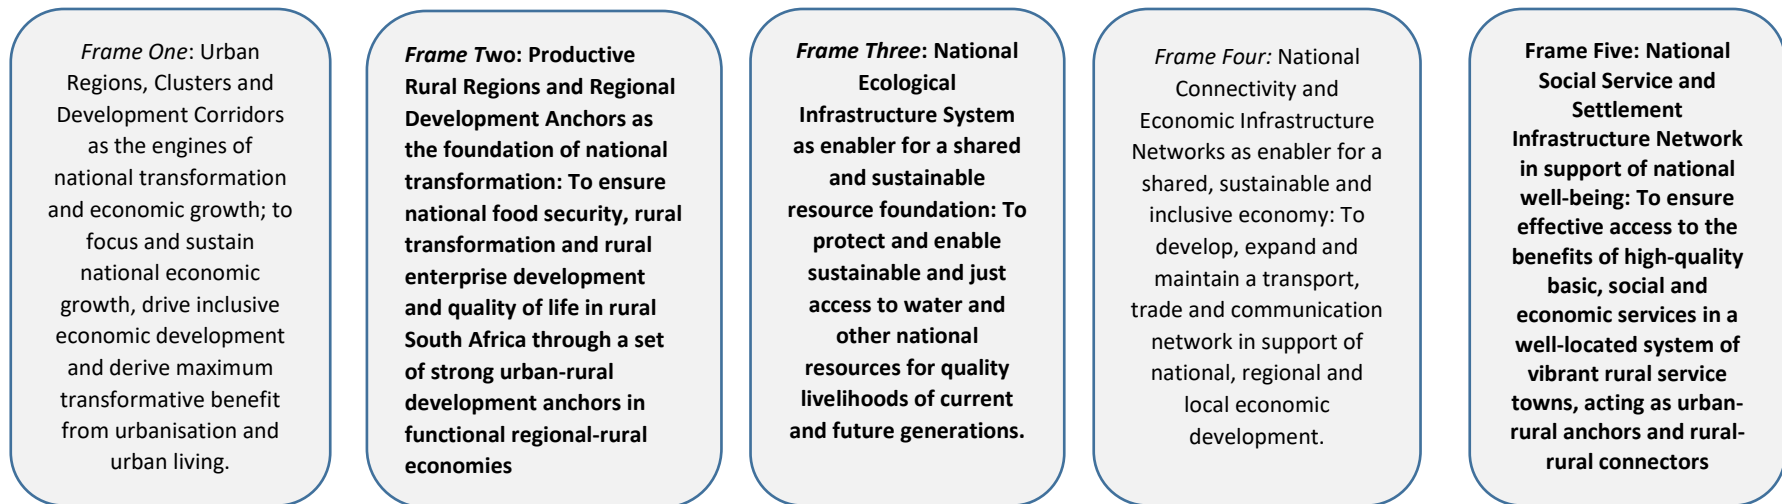 Frame One: Urban
Regions, Clusters and
Development Corridors
as the engines of
national transformation
and economic growth; to
focus and sustain
national economic
growth, drive inclusive
economic development
and derive maximum
transformative benefit
from urbanisation and
urban living.
Frame Two: Productive
Rural Regions and Regional
Development Anchors as
the foundation of national
transformation: To ensure
national food security, rural
transformation and rural
enterprise development
and quality of life in rural
South Africa through a set
of strong urban-rural
development anchors in
functional regional-rural
economies
Frame Three: National
Ecological
Infrastructure System
as enabler for a shared
and sustainable
resource foundation: To
protect and enable
sustainable and just
access to water and
other national
resources for quality
livelihoods of current
and future generations.
Frame Four: National
Connectivity and
Economic Infrastructure
Networks as enabler for a
shared, sustainable and
inclusive economy: To
develop, expand and
maintain a transport,
trade and communication
network in support of
national, regional and
local economic
development.
Frame Five: National
Social Service and
Settlement
Infrastructure Network
in support of national
well-being: To ensure
effective access to the
benefits of high-quality
basic, social and
economic services in a
well-located system of
vibrant rural service
towns, acting as urban-
rural anchors and rural-
rural connectors